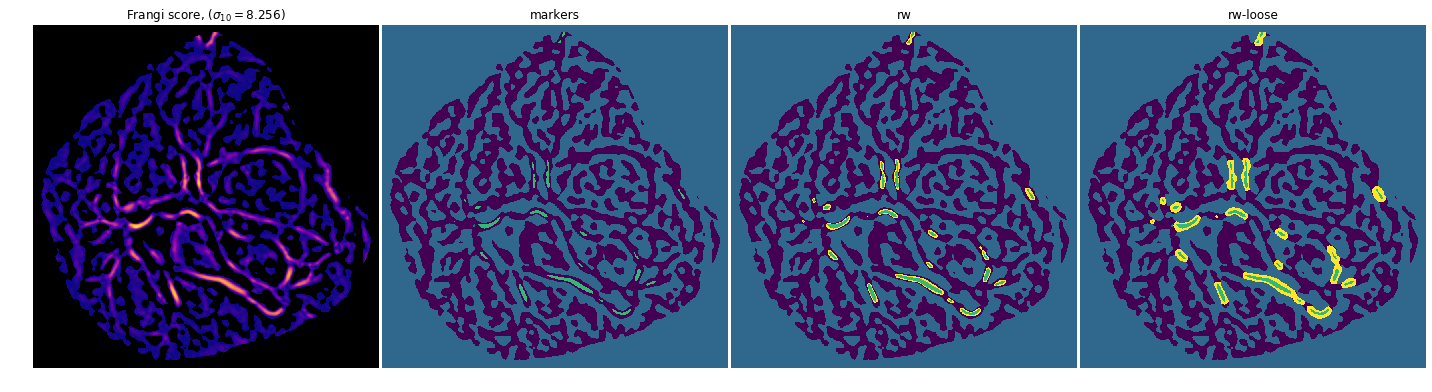 Frangi score, (σ₁₀ = 8.256)
markers
rw
rw-loose